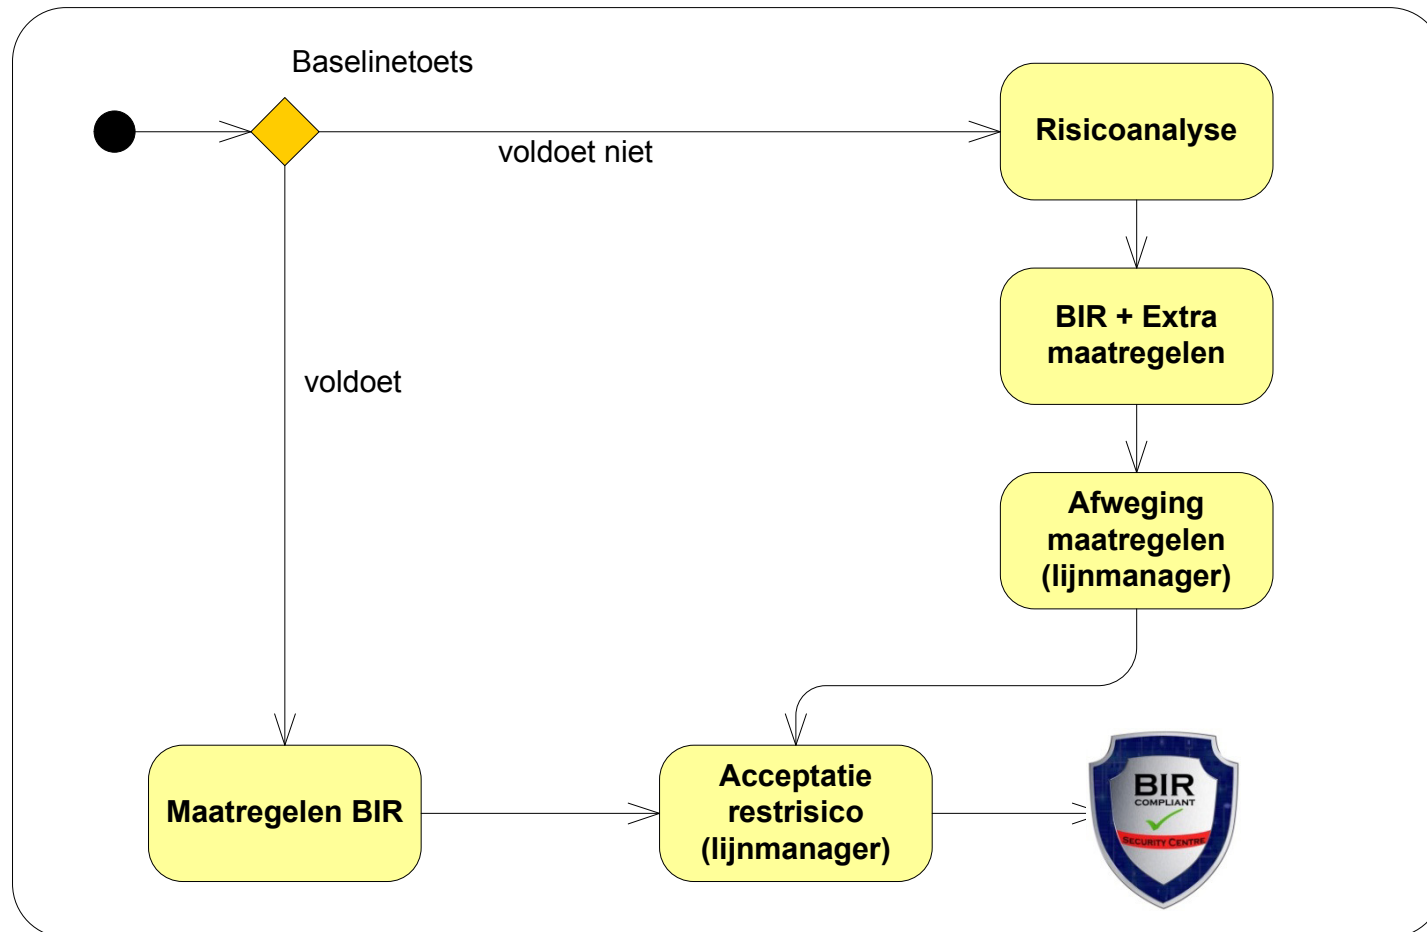 Baselinetoets
voldoet niet
Risicoanalyse
BIR + Extra
maatregelen
voldoet
Afweging
maatregelen
(lijnmanager)
Maatregelen BIR
Acceptatie
restrisico
(lijnmanager)
BIR
COMPLIANT
SECURITY CENTRE